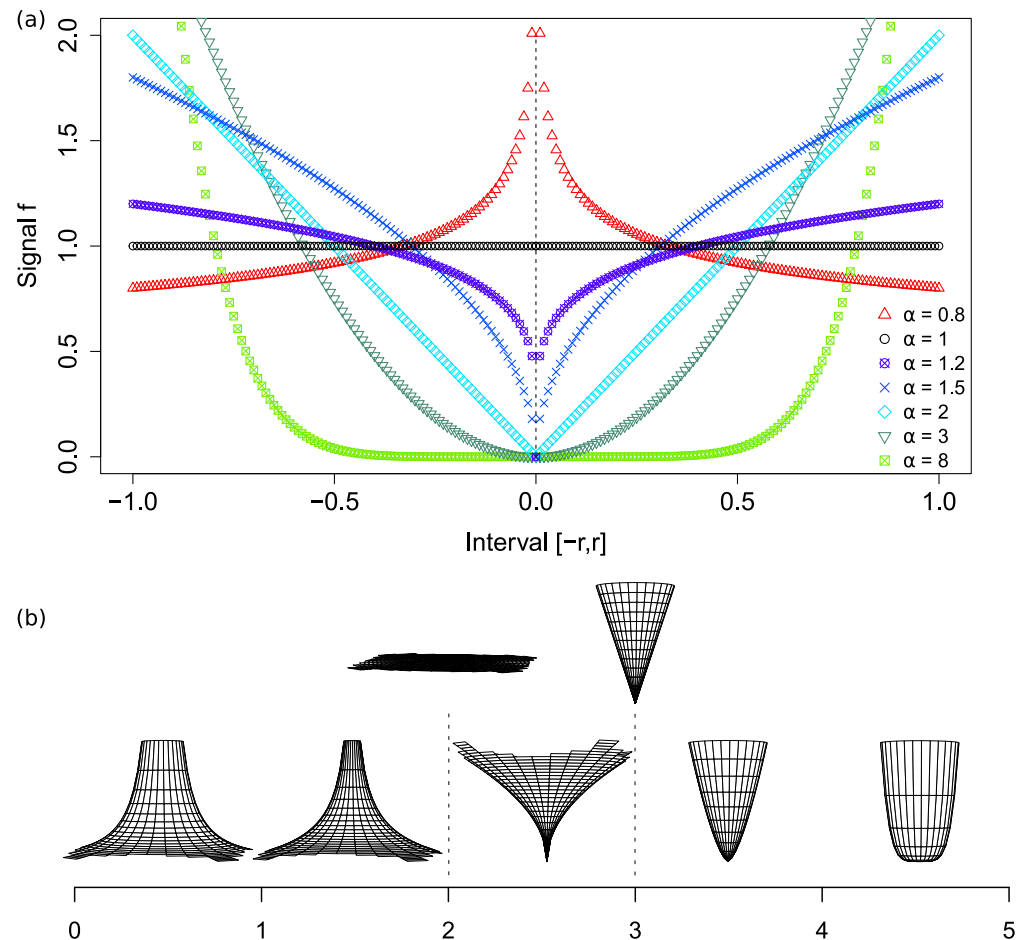 (a)
Signal f
2.0
1.5
1.0
0.5
0.0
−1.0 −0.5 0.0 0.5 1.0
Interval [−r,r]
α = 0.8
α = 1
α = 1.2
α = 1.5
α = 2
α = 3
α = 8
(b)
0 1 2 3 4 5